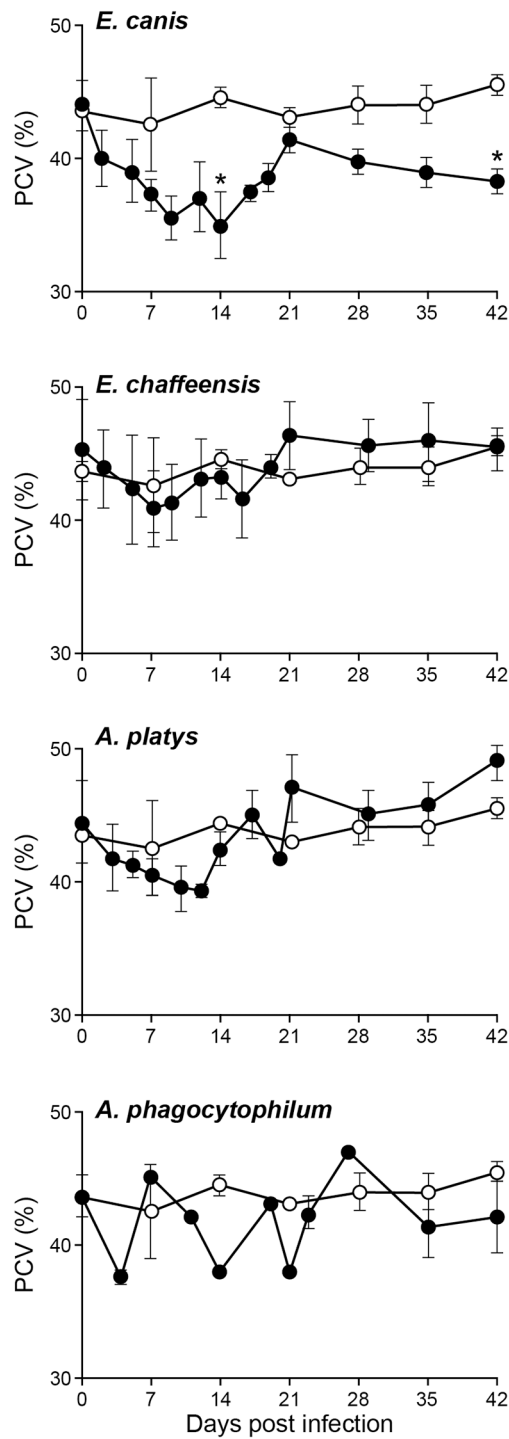 E. canis
50
40
30
PCV (%)
*
*
0 7 14 21 28 35 42
E. chaffeensis
50
40
30
PCV (%)
0 7 14 21 28 35 42
A. platys
50
40
30
PCV (%)
0 7 14 21 28 35 42
A. phagocytophilum
50
40
30
PCV (%)
0 7 14 21 28 35 42
Days post infection